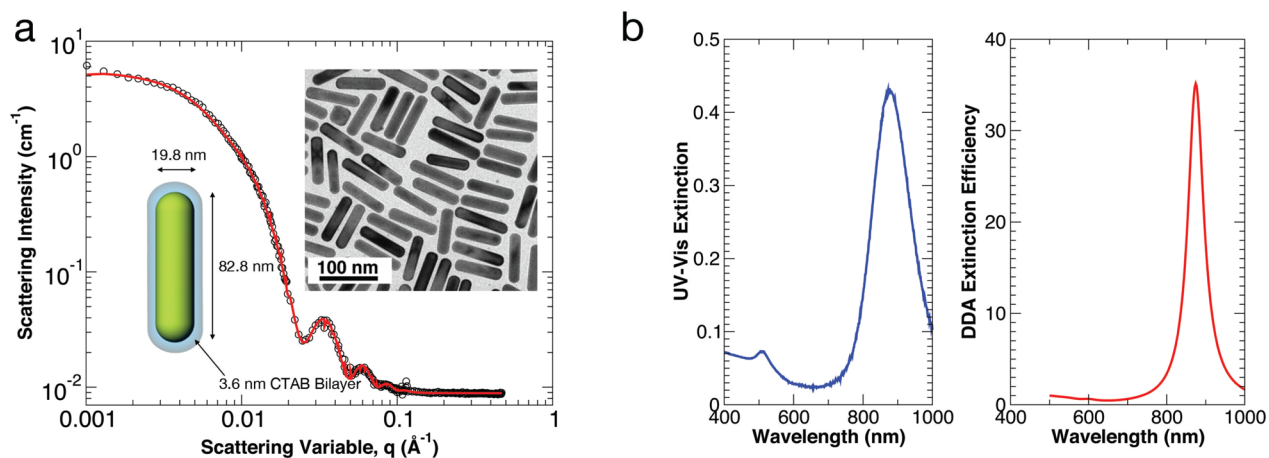 a
Scattering Intensity (cm⁻¹)
10¹
10⁰
10⁻¹
10⁻²
0.001
0.01
0.1
1
Scattering Variable, q (Å⁻¹)
19.8 nm
82.8 nm
3.6 nm CTAB Bilayer
100 nm
b
UV-Vis Extinction
0.5
0.4
0.3
0.2
0.1
0
400
600
800
1000
Wavelength (nm)
DDA Extinction Efficiency
40
30
20
10
0
400
600
800
1000
Wavelength (nm)